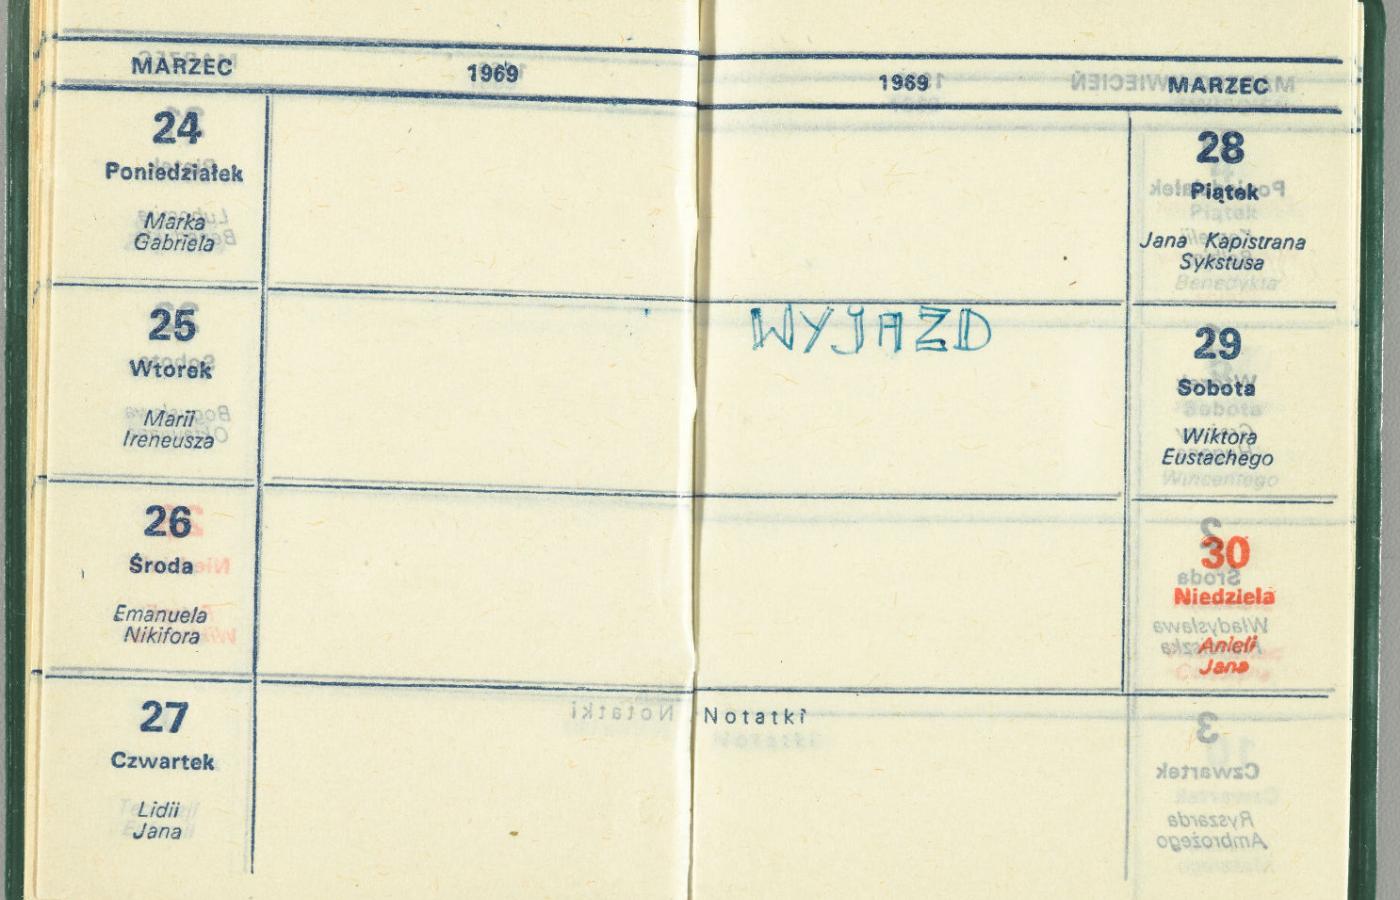 MARZEC 1969
24
Poniedziałek
Marka
Gabriela
25
Wtorek
Marii
Ireneusza
26
Środa
Emanuela
Nikifora
27
Czwartek
Lidii
Jana
1969 MARZEC
28
Piątek
Jana Kapistrana
Sykstusa
WYJAZD
29
Sobota
Wiktora
Eustachego
30
Niedziela
Anieli
Jana
Notatki